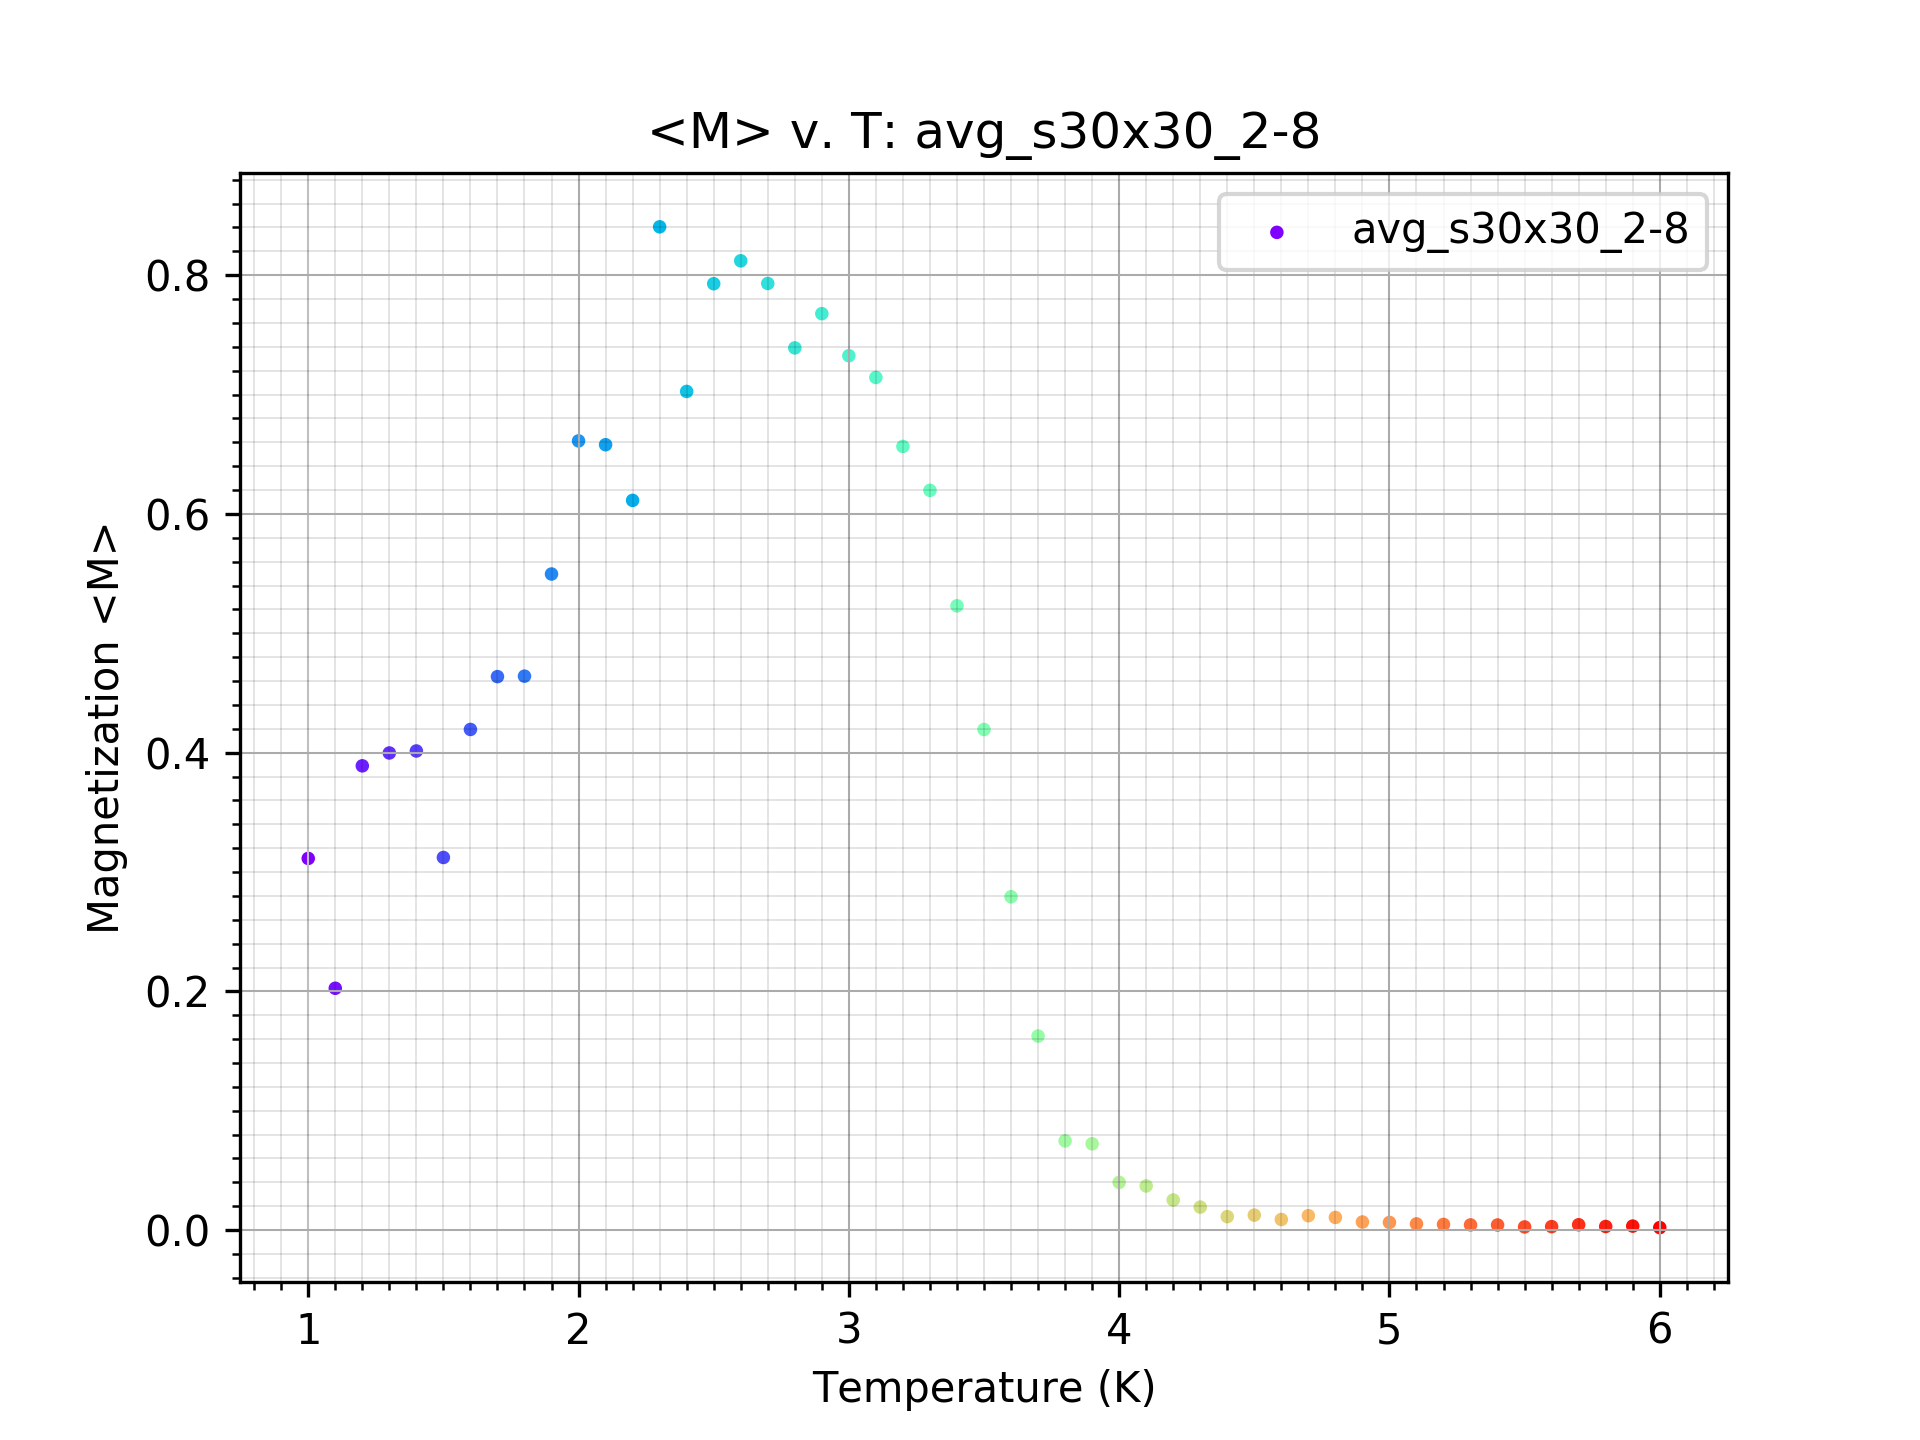 <M> v. T: avg_s30x30_2-8
avg_s30x30_2-8
0.8
0.6
0.4
0.2
0.0
Magnetization <M>
1 2 3 4 5 6
Temperature (K)